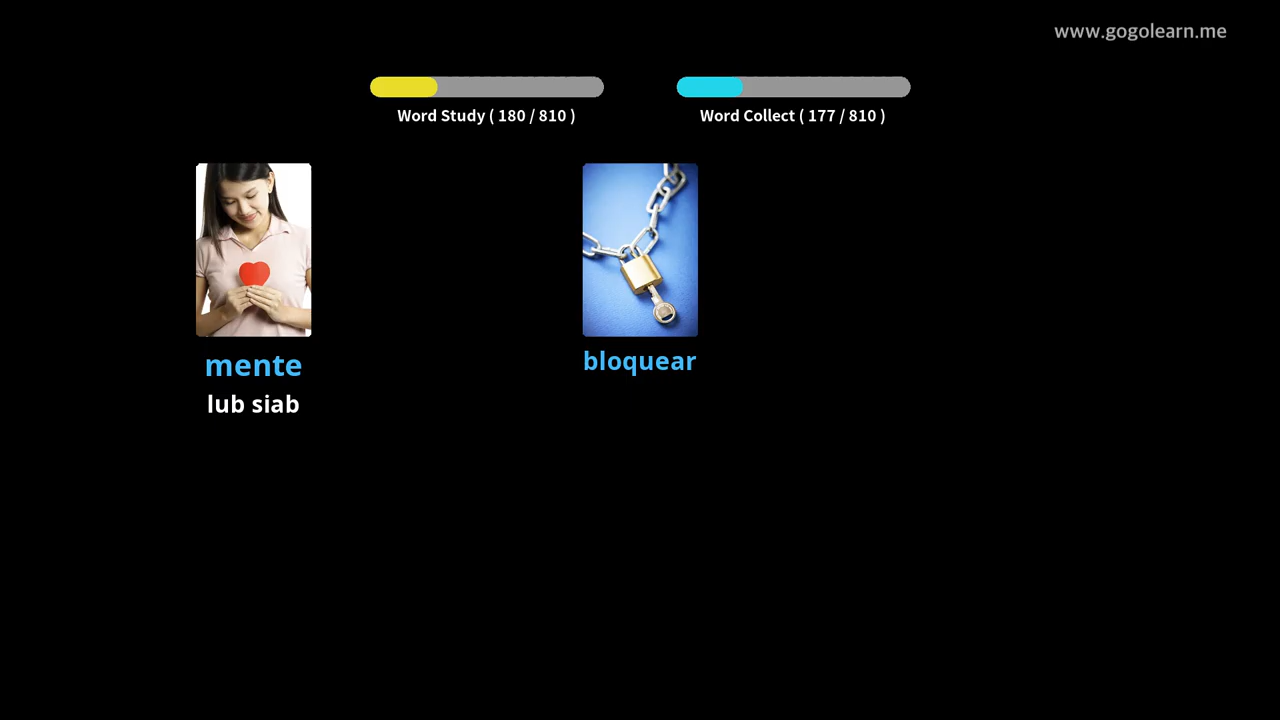 www.gogolearn.me
Word Study ( 180 / 810 )
Word Collect ( 177 / 810 )
mente
lub siab
bloquear